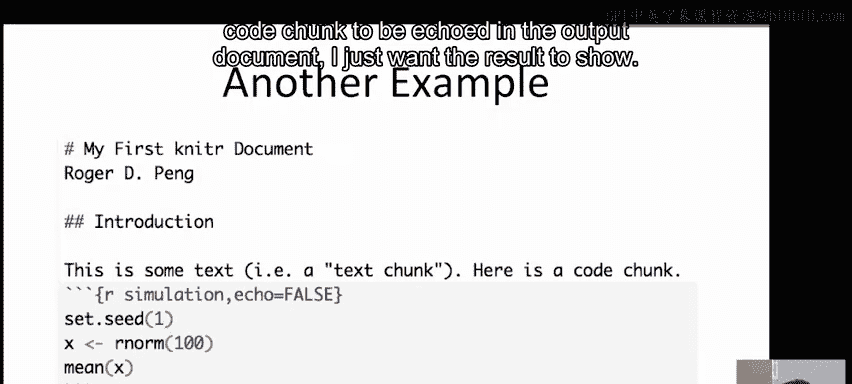 code chunk to be echoed in the output
document, I just want the result to show.
Another Example
# My First knitr Document
Roger D. Peng
## Introduction
This is some text (i.e. a "text chunk"). Here is a code chunk.
```{r simulation,echo=FALSE}
set.seed(1)
x <- rnorm(100)
mean(x)
```